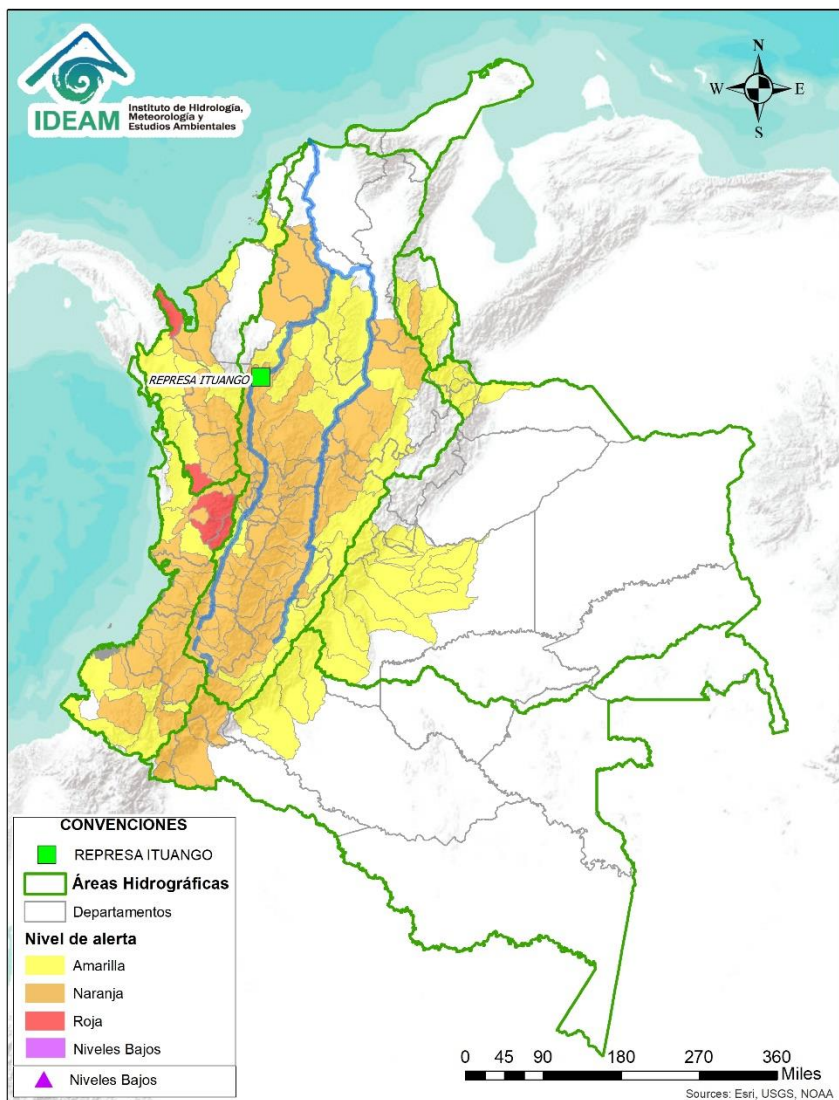 IDEAM
Instituto de Hidrología,
Meteorología y
Estudios Ambientales
N
W
E
S
REPRESA ITUANGO
CONVENCIONES
REPRESA ITUANGO
Áreas Hidrográficas
Departamentos
Nivel de alerta
Amarilla
Naranja
Roja
Niveles Bajos
Niveles Bajos
0 45 90 180 270 360
Miles
Sources: Esri, USGS, NOAA